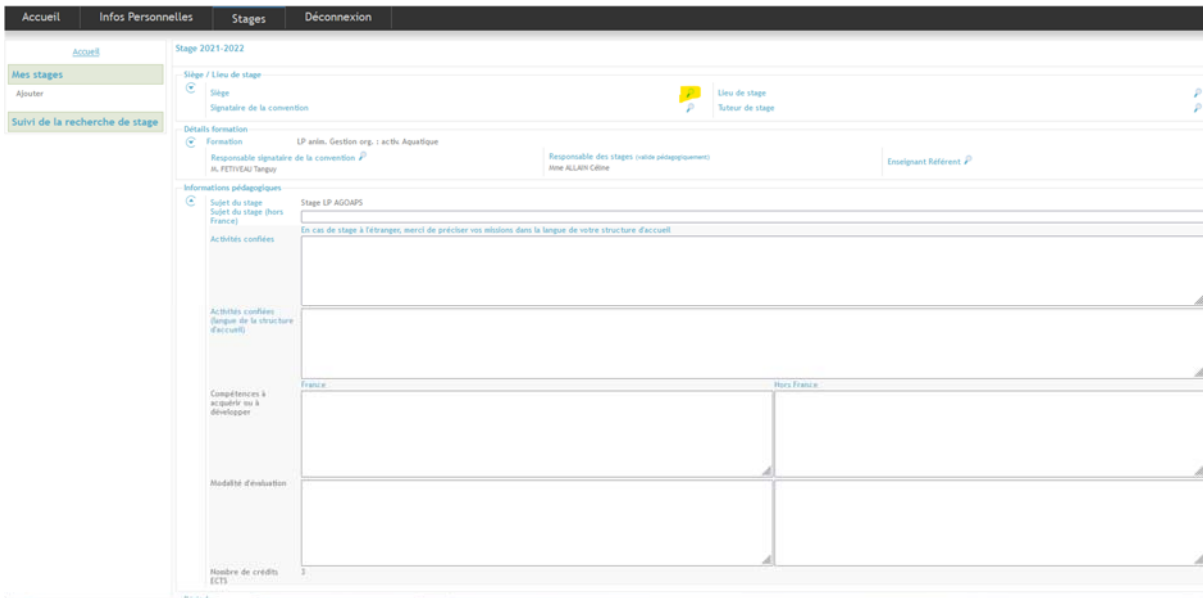 Accueil Infos Personnelles Stages Déconnexion
Accueil
Mes stages
Ajouter
Suivi de la recherche de stage
Stage 2021-2022
Siège / Lieu de stage
Siège Lieu de stage
Signataire de la convention Tuteur de stage
Détails formation
Formation LP anim. Gestion org. : activ. Aquatique
Responsable signataire de la convention Responsable des stages (valide pédagogiquement) Enseignant Référent
M. FETIVEAU Tanguy Mme ALLAIN Céline
Informations pédagogiques
Sujet du stage Stage LP AGOAPS
Sujet du stage (hors
France)
En cas de stage à l'étranger, merci de préciser vos missions dans la langue de votre structure d'accueil
Activités confiées
Activités confiées
(langue de la structure
d'accueil)
France Hors France
Compétences à
acquérir ou à
développer
Modalité d'évaluation
Nombre de crédits 3
ECTS